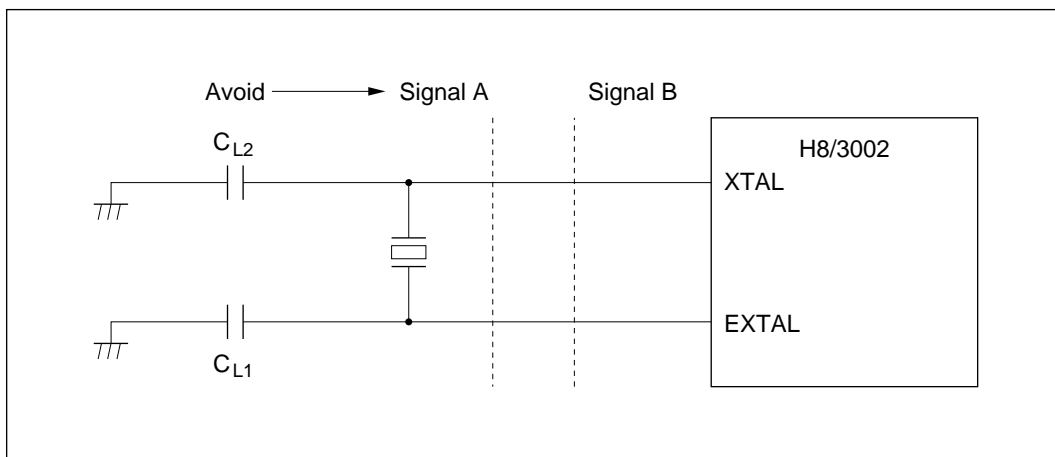 Avoid Signal A Signal B
CL2
H8/3002
XTAL
EXTAL
CL1